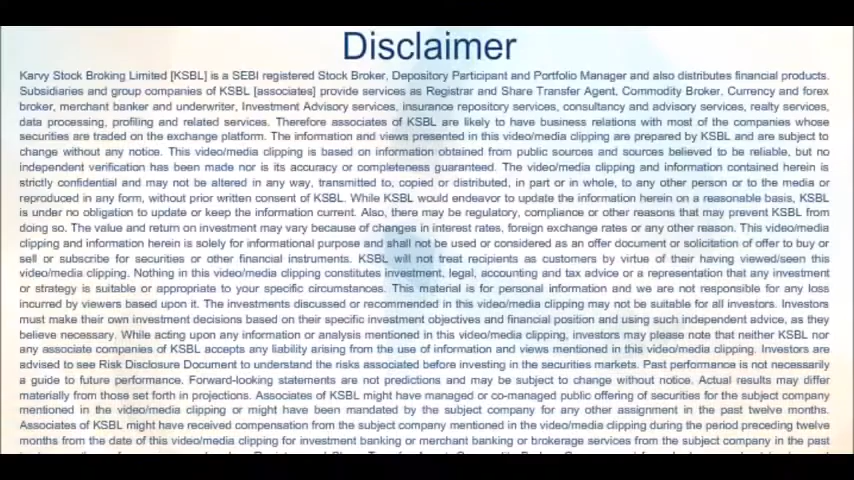 Disclaimer
Karvy Stock Broking Limited [KSBL] is a SEBI registered Stock Broker, Depository Participant and Portfolio Manager and also distributes financial products.
Subsidiaries and group companies of KSBL [associates] provide services as Registrar and Share Transfer Agent, Commodity Broker, Currency and forex
broker, merchant banker and underwriter, Investment Advisory services, insurance repository services, consultancy and advisory services, realty services,
data processing, profiling and related services. Therefore associates of KSBL are likely to have business relations with most of the companies whose
securities are traded on the exchange platform. The information and views presented in this video/media clipping are prepared by KSBL and are subject to
change without any notice. This video/media clipping is based on information obtained from public sources and sources believed to be reliable, but no
independent verification has been made nor is its accuracy or completeness guaranteed. The video/media clipping and information contained herein is
strictly confidential and may not be altered in any way, transmitted to, copied or distributed, in part or in whole, to any other person or to the media or
reproduced in any form, without prior written consent of KSBL. While KSBL would endeavor to update the information herein on a reasonable basis, KSBL
is under no obligation to update or keep the information current. Also, there may be regulatory, compliance or other reasons that may prevent KSBL from
doing so. The value and return on investment may vary because of changes in interest rates, foreign exchange rates or any other reason. This video/media
clipping and information herein is solely for informational purpose and shall not be used or considered as an offer document or solicitation of offer to buy or
sell or subscribe for securities or other financial instruments. KSBL will not treat recipients as customers by virtue of their having viewed/seen this
video/media clipping. Nothing in this video/media clipping constitutes investment, legal, accounting and tax advice or a representation that any investment
or strategy is suitable or appropriate to your specific circumstances. This material is for personal information and we are not responsible for any loss
incurred by viewers based upon it. The investments discussed or recommended in this video/media clipping may not be suitable for all investors. Investors
must make their own investment decisions based on their specific investment objectives and financial position and using such independent advice, as they
believe necessary. While acting upon any information or analysis mentioned in this video/media clipping, investors may please note that neither KSBL nor
any associate companies of KSBL accepts any liability arising from the use of information and views mentioned in this video/media clipping. Investors are
advised to see Risk Disclosure Document to understand the risks associated before investing in the securities markets. Past performance is not necessarily
a guide to future performance. Forward-looking statements are not predictions and may be subject to change without notice. Actual results may differ
materially from those set forth in projections. Associates of KSBL might have managed or co-managed public offering of securities for the subject company
mentioned in the video/media clipping or might have been mandated by the subject company for any other assignment in the past twelve months.
Associates of KSBL might have received compensation from the subject company mentioned in the video/media clipping during the period preceding twelve
months from the date of this video/media clipping for investment banking or merchant banking or brokerage services from the subject company in the past